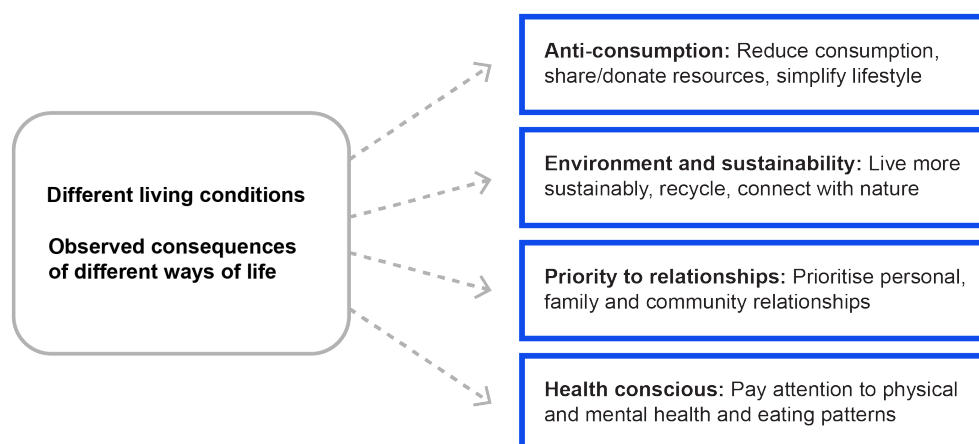 Different living conditions
Observed consequences
of different ways of life
Anti-consumption: Reduce consumption,
share/donate resources, simplify lifestyle
Environment and sustainability: Live more
sustainably, recycle, connect with nature
Priority to relationships: Prioritise personal,
family and community relationships
Health conscious: Pay attention to physical
and mental health and eating patterns